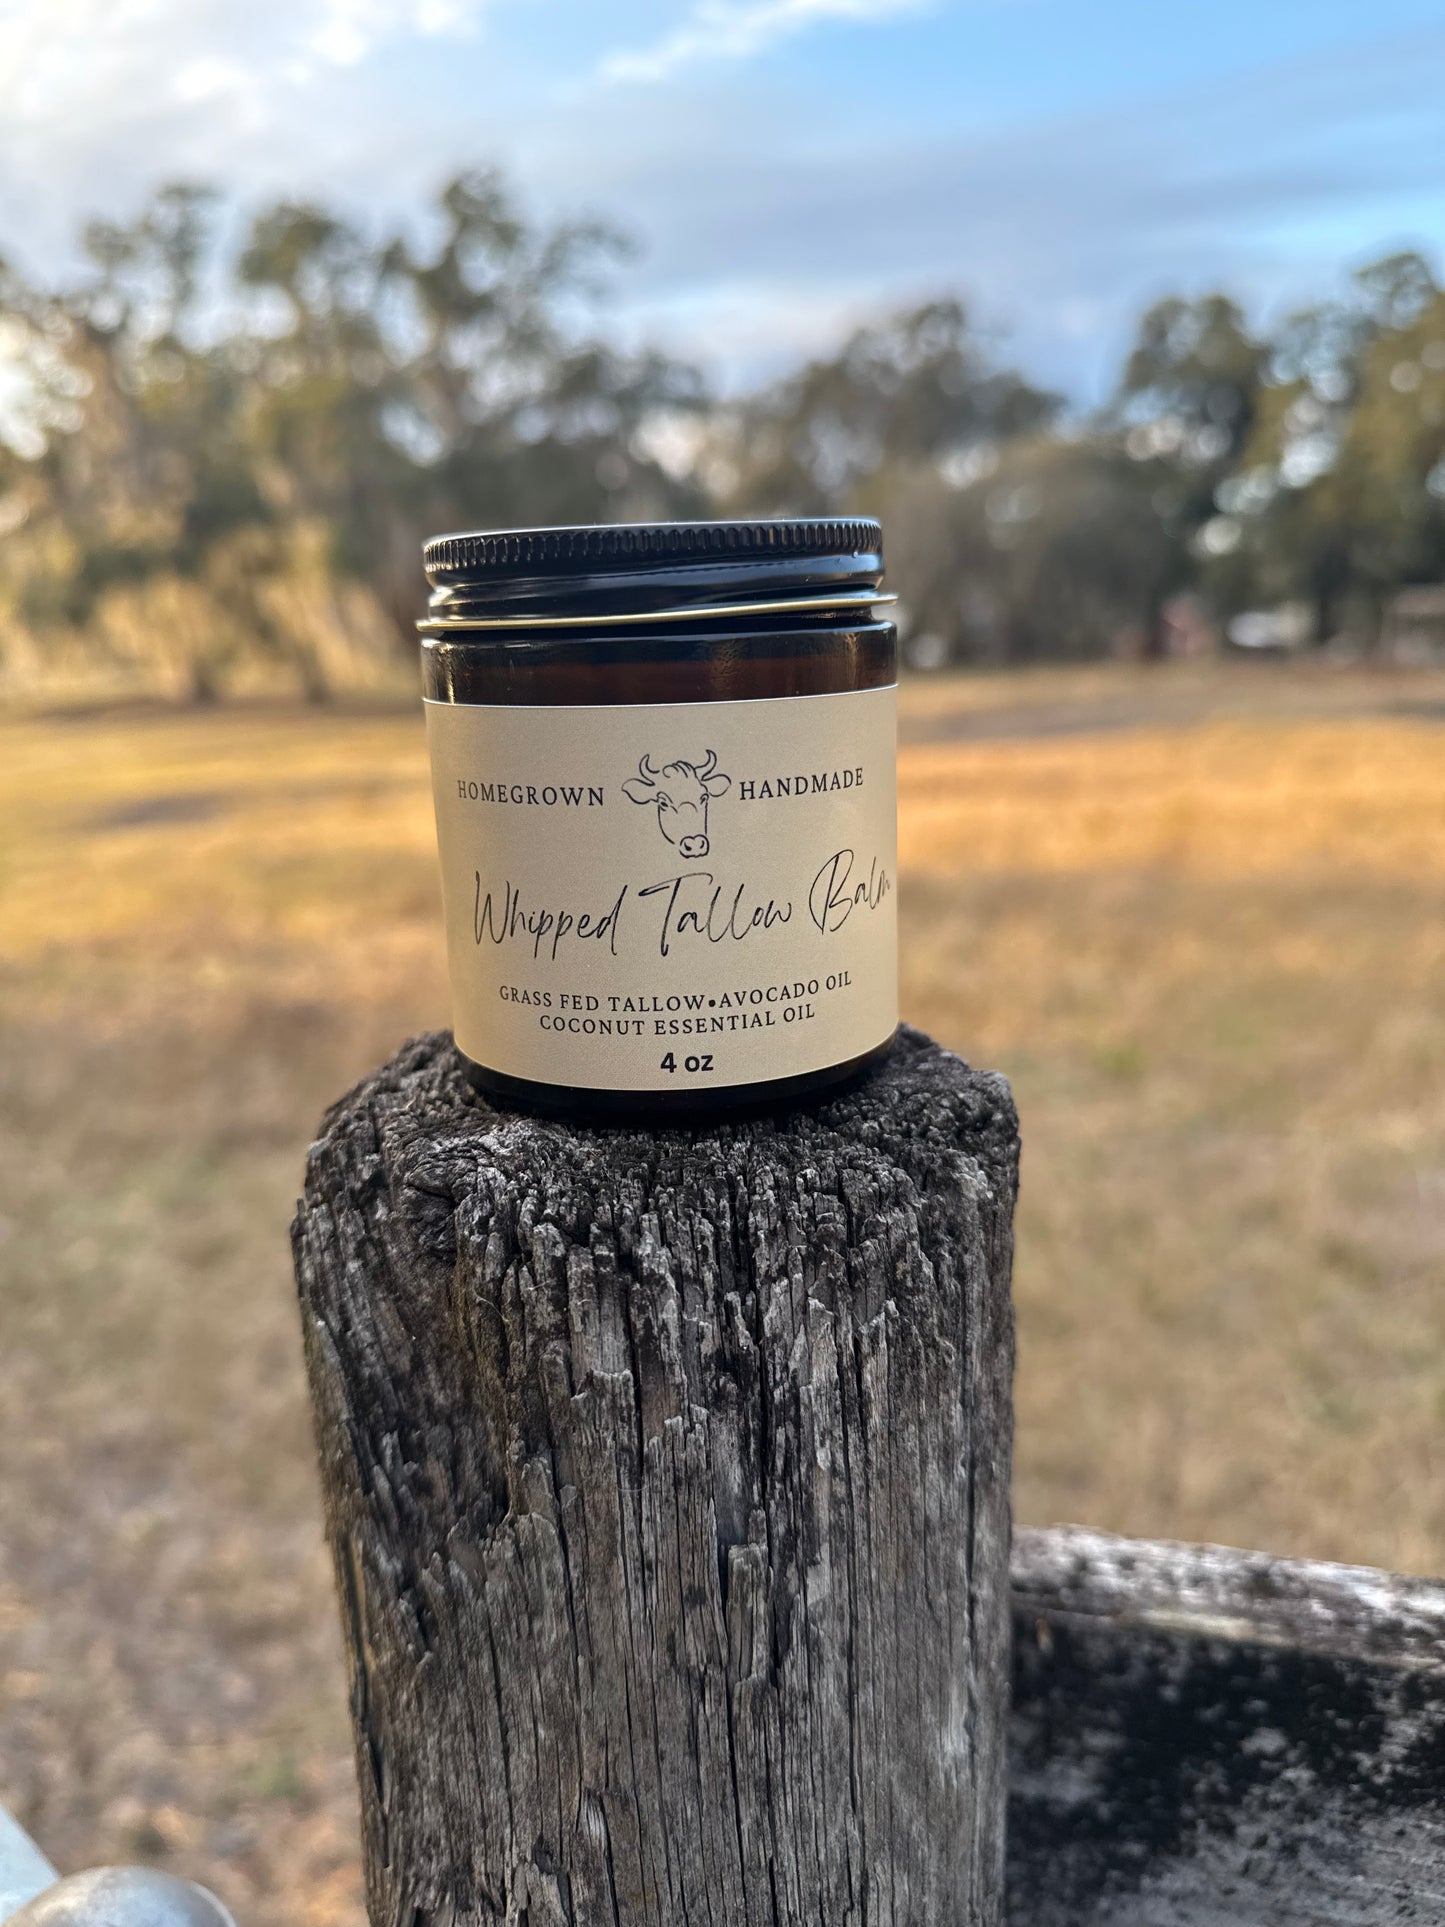 HOMEGROWN HANDMADE
Whipped Tallow Balm
GRASS FED TALLOW•AVOCADO OIL
COCONUT ESSENTIAL OIL
4 oz